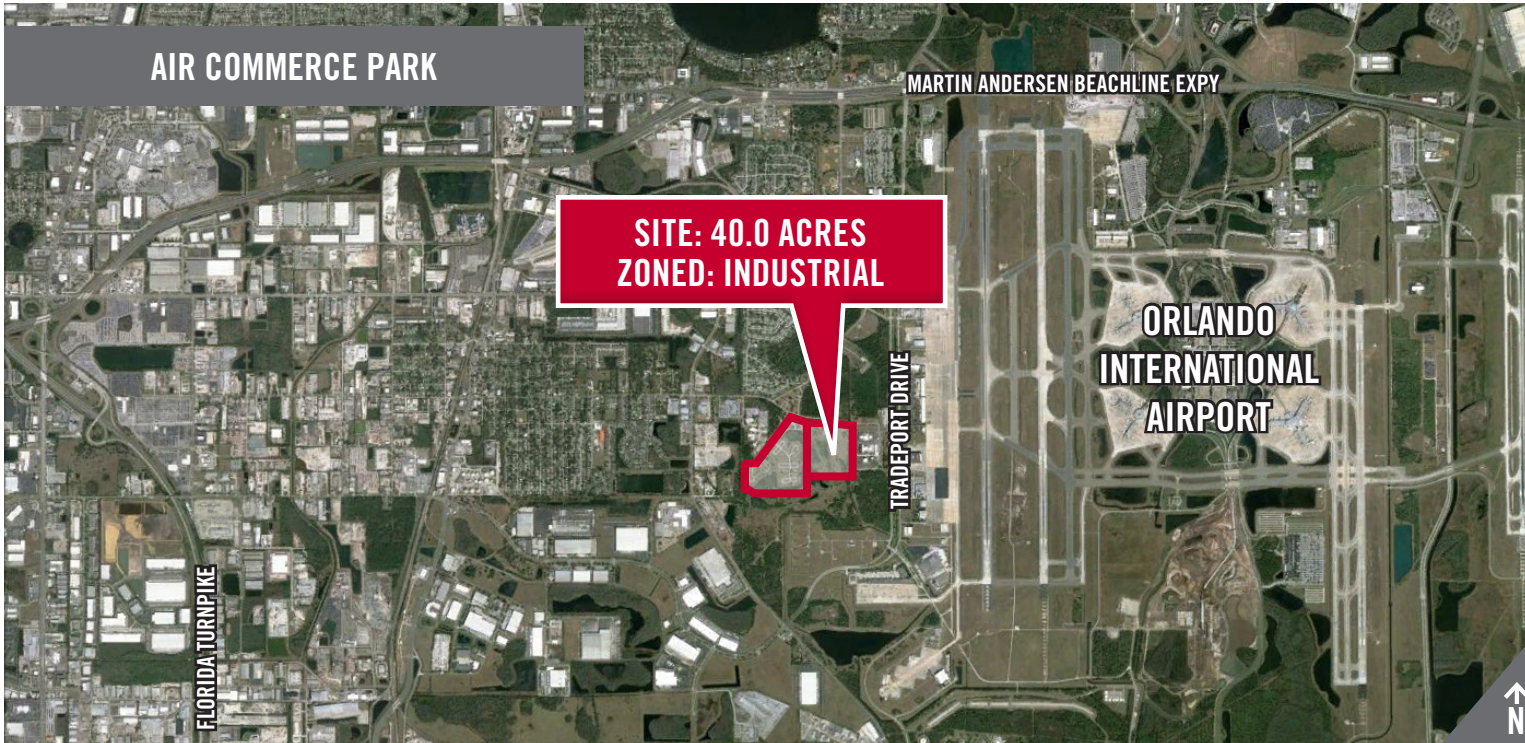 AIR COMMERCE PARK
MARTIN ANDERSEN BEACHLINE EXPY
SITE: 40.0 ACRES
ZONED: INDUSTRIAL
ORLANDO
INTERNATIONAL
AIRPORT
TRADEPORT DRIVE
FLORIDA TURNPIKE
N